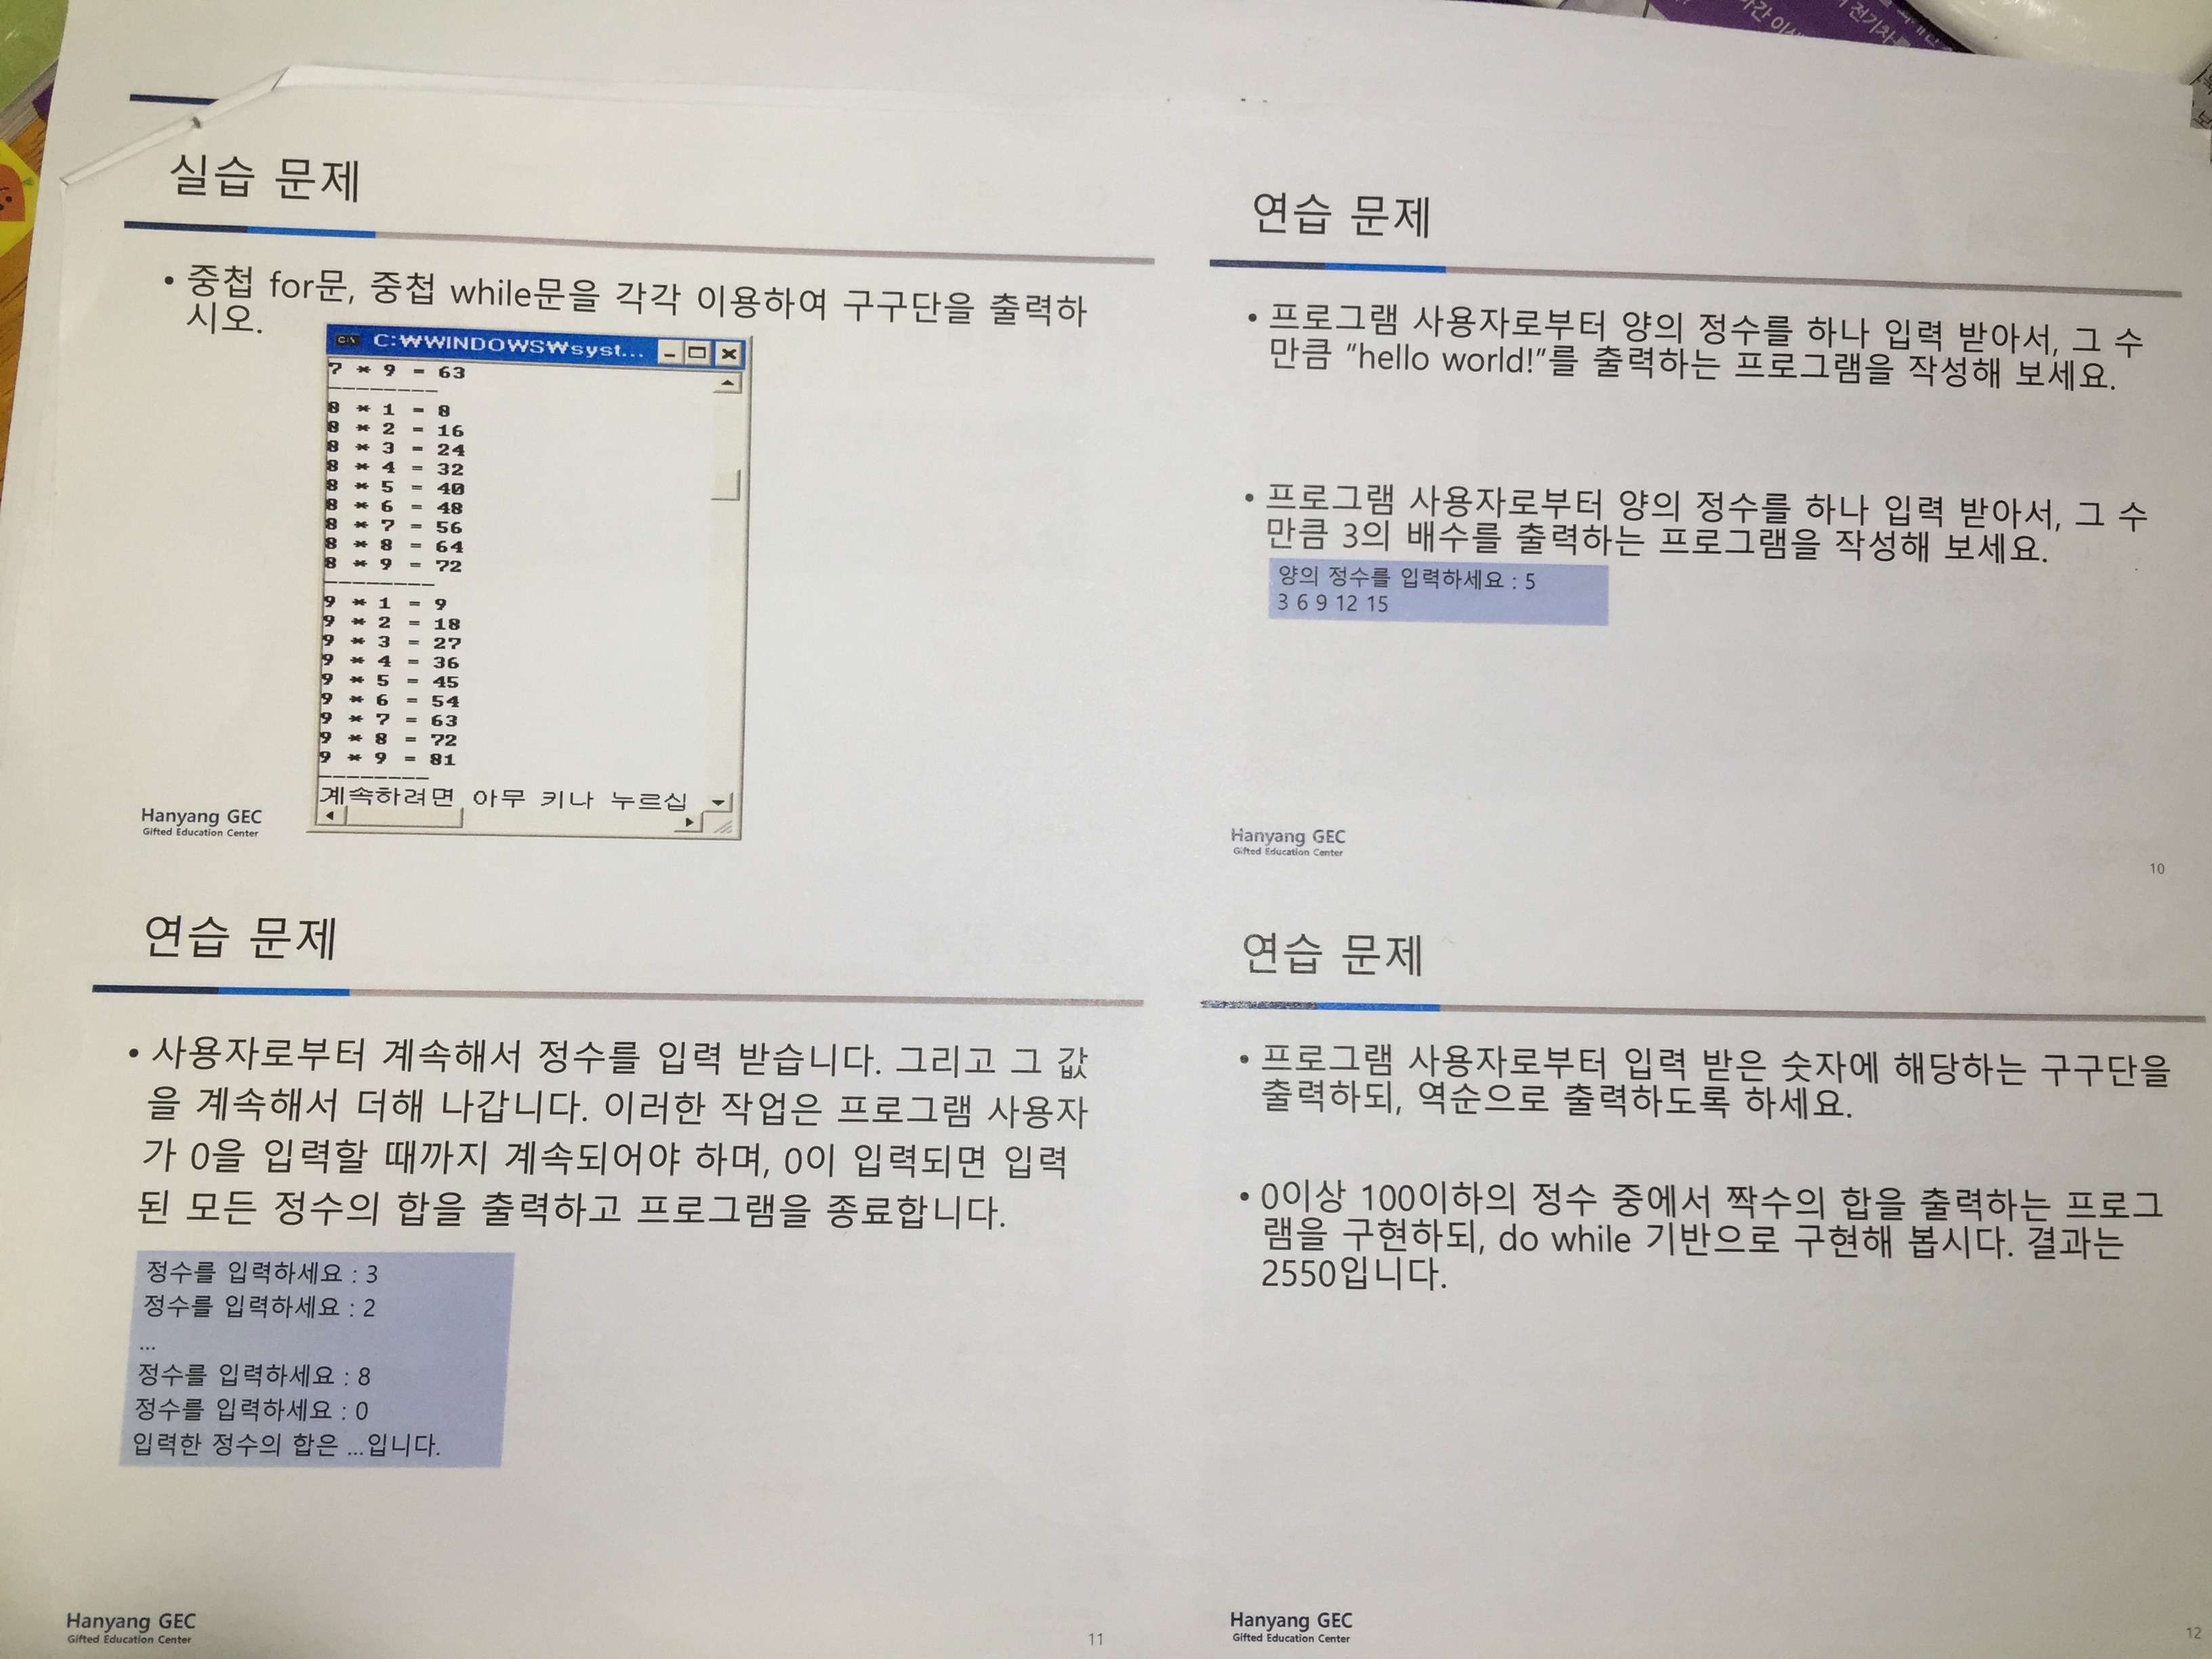 실습 문제
• 중첩 for문, 중첩 while문을 각각 이용하여 구구단을 출력하
시오.
C:₩WINDOWS₩syst...
7 * 9 = 63
--------
8 * 1 = 8
8 * 2 = 16
8 * 3 = 24
8 * 4 = 32
8 * 5 = 40
8 * 6 = 48
8 * 7 = 56
8 * 8 = 64
8 * 9 = 72
--------
9 * 1 = 9
9 * 2 = 18
9 * 3 = 27
9 * 4 = 36
9 * 5 = 45
9 * 6 = 54
9 * 7 = 63
9 * 8 = 72
9 * 9 = 81
--------
계속하려면 아무 키나 누르십
Hanyang GEC
Gifted Education Center
연습 문제
• 프로그램 사용자로부터 양의 정수를 하나 입력 받아서, 그 수
만큼 "hello world!"를 출력하는 프로그램을 작성해 보세요.
• 프로그램 사용자로부터 양의 정수를 하나 입력 받아서, 그 수
만큼 3의 배수를 출력하는 프로그램을 작성해 보세요.
양의 정수를 입력하세요 : 5
3 6 9 12 15
Hanyang GEC
Gifted Education Center
10
연습 문제
• 사용자로부터 계속해서 정수를 입력 받습니다. 그리고 그 값
을 계속해서 더해 나갑니다. 이러한 작업은 프로그램 사용자
가 0을 입력할 때까지 계속되어야 하며, 0이 입력되면 입력
된 모든 정수의 합을 출력하고 프로그램을 종료합니다.
정수를 입력하세요 : 3
정수를 입력하세요 : 2
...
정수를 입력하세요 : 8
정수를 입력하세요 : 0
입력한 정수의 합은 ...입니다.
Hanyang GEC
Gifted Education Center
11
연습 문제
• 프로그램 사용자로부터 입력 받은 숫자에 해당하는 구구단을
출력하되, 역순으로 출력하도록 하세요.
• 0이상 100이하의 정수 중에서 짝수의 합을 출력하는 프로그
램을 구현하되, do while 기반으로 구현해 봅시다. 결과는
2550입니다.
Hanyang GEC
Gifted Education Center
12